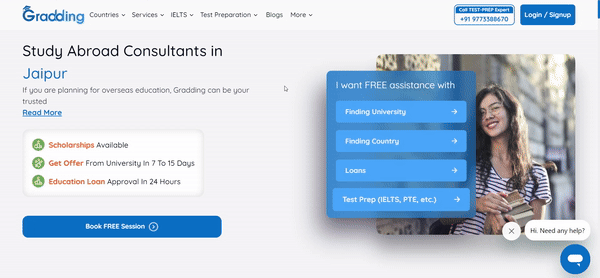 Gradding
Countries Services IELTS Test Preparation Blogs More
Call TEST-PREP Expert
+91 9773388670
Login / Signup
Study Abroad Consultants in
Jaipur
If you are planning for overseas education, Gradding can be your
trusted
Read More
Scholarships Available
Get Offer From University In 7 To 15 Days
Education Loan Approval In 24 Hours
Book FREE Session
I want FREE assistance with
Finding University
Finding Country
Loans
Test Prep (IELTS, PTE, etc.)
Hi. Need any help?